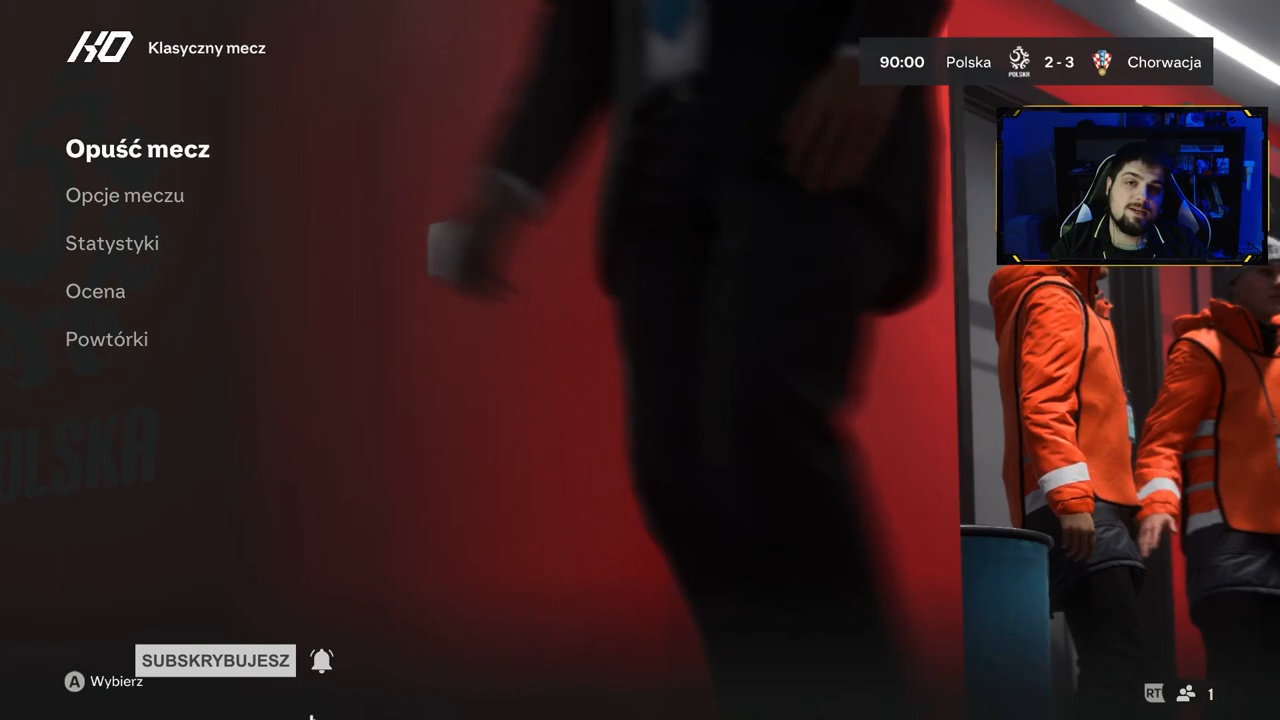 KO Klasyczny mecz
90:00 Polska POLSKA 2 - 3 Chorwacja
Opuść mecz
Opcje meczu
Statystyki
Ocena
Powtórki
POLSKA
SUBSKRYBUJESZ
A Wybierz
RT 1